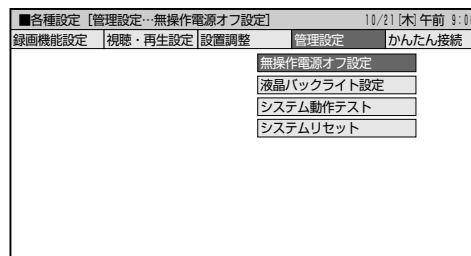 ■各種設定［管理設定…無操作電源オフ設定］ 10/21[木]午前 9:00
録画機能設定 視聴・再生設定 設置調整 管理設定 かんたん接続
無操作電源オフ設定
液晶バックライト設定
システム動作テスト
システムリセット